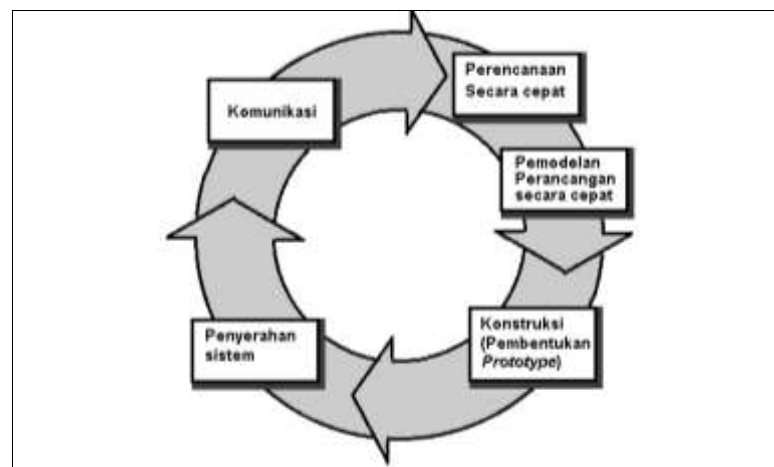 Komunikasi
Perencanaan
Secara cepat
Pemodelan
Perancangan
secara cepat
Konstruksi
(Pembentukan
Prototype)
Penyerahan
sistem